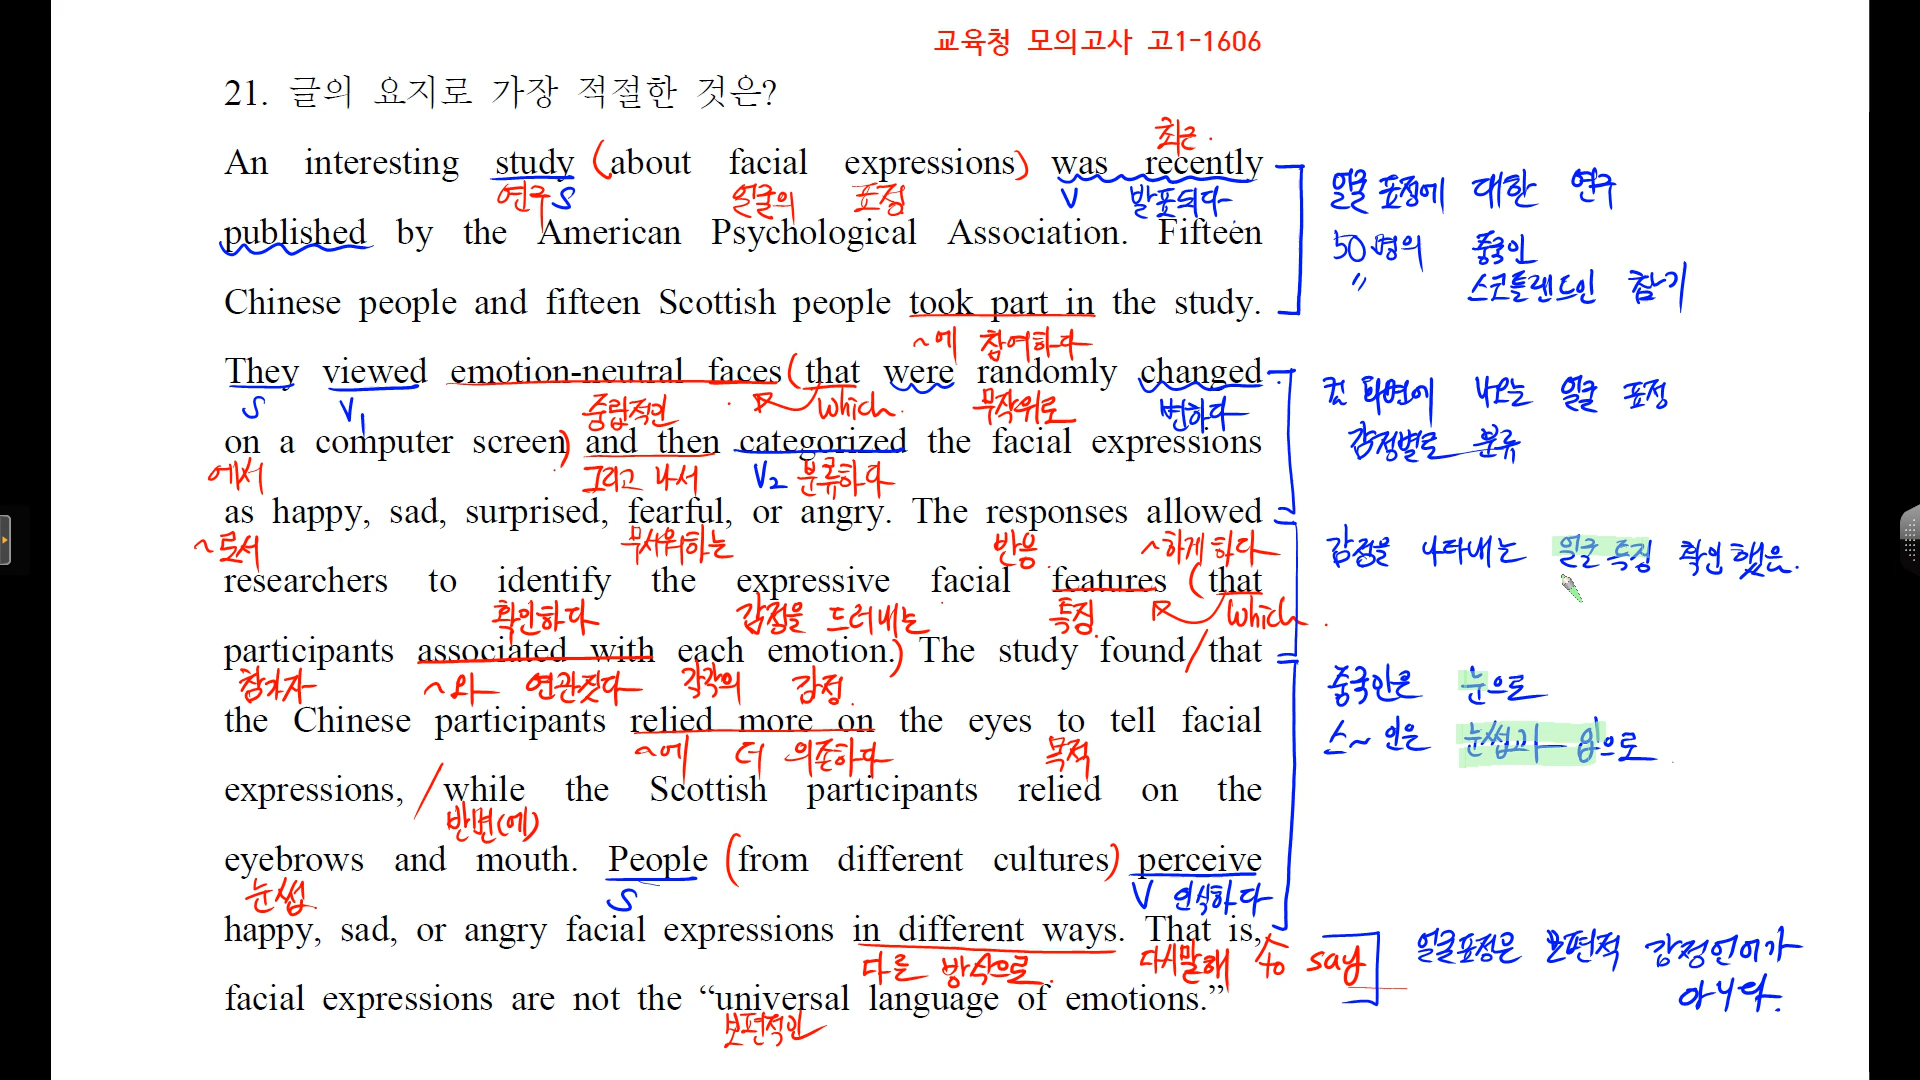 교육청 모의고사 고1-1606
21. 글의 요지로 가장 적절한 것은?
최근.
An interesting study (about facial expressions) was recently
연구 S 얼굴의 표정 V 발표되다.
published by the American Psychological Association. Fifteen
Chinese people and fifteen Scottish people took part in the study.
~에 참여하다
They viewed emotion-neutral faces (that were randomly changed
S V1 중립적인 which 무작위로 변하다
on a computer screen) and then categorized the facial expressions
에서 그리고 나서 V2 분류하다
as happy, sad, surprised, fearful, or angry. The responses allowed
~로서 무서워하는 반응 ~하게 하다
researchers to identify the expressive facial features (that
확인하다 감정을 드러내는 특징 which
participants associated with each emotion.) The study found / that
참가자 ~와 연관짓다 각각의 감정
the Chinese participants relied more on the eyes to tell facial
~에 더 의존하다 목적
expressions, / while the Scottish participants relied on the
반면(에)
eyebrows and mouth. People (from different cultures) perceive
눈썹 S V 인식하다
happy, sad, or angry facial expressions in different ways. That is,
다른 방식으로. 다시말해 so to say
facial expressions are not the “universal language of emotions.”
보편적인
얼굴 표정에 대한 연구
50명의 중국인
〃 스코틀랜드인 참가
컴 화면에 나오는 얼굴 표정
감정별로 분류
감정을 나타내는 얼굴 특징 확인했음.
중국인은 눈으로
스~인은 눈썹과 입으로
얼굴표정은 보편적 감정언어가
아니다.